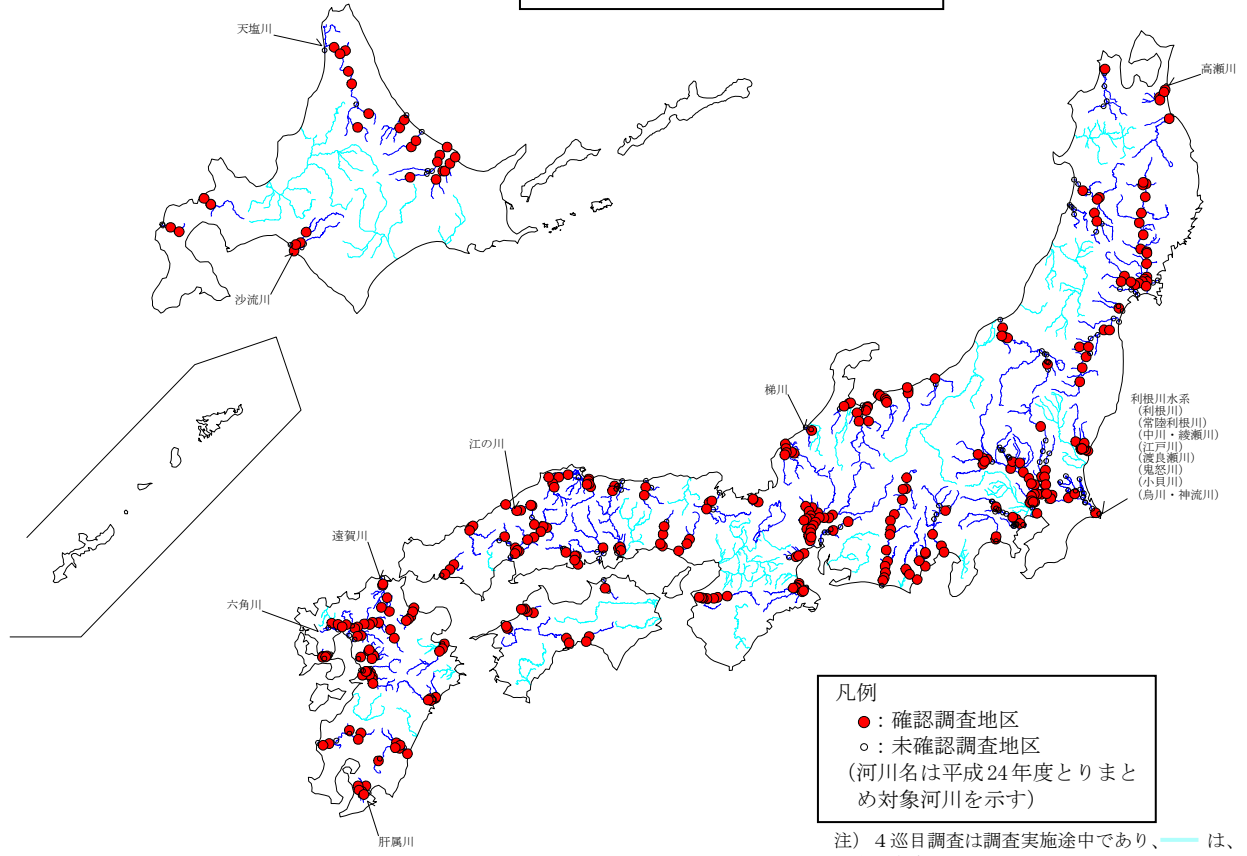 天塩川
高瀬川
沙流川
梯川
利根川水系
(利根川)
(常陸利根川)
(中川・綾瀬川)
(江戸川)
(渡良瀬川)
(鬼怒川)
(小貝川)
(烏川・神流川)
江の川
遠賀川
六角川
肝属川
凡例
：確認調査地区
：未確認調査地区
(河川名は平成24年度とりまと
め対象河川を示す)
注) 4巡目調査は調査実施途中であり、 は、